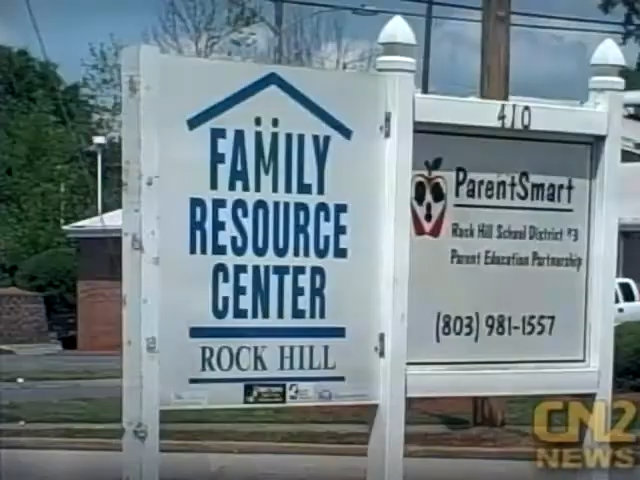 FAMILY
RESOURCE
CENTER
ROCK HILL
410
ParentSmart
Rock Hill School District #3
Parent Education Partnership
(803) 981-1557
CN2
NEWS